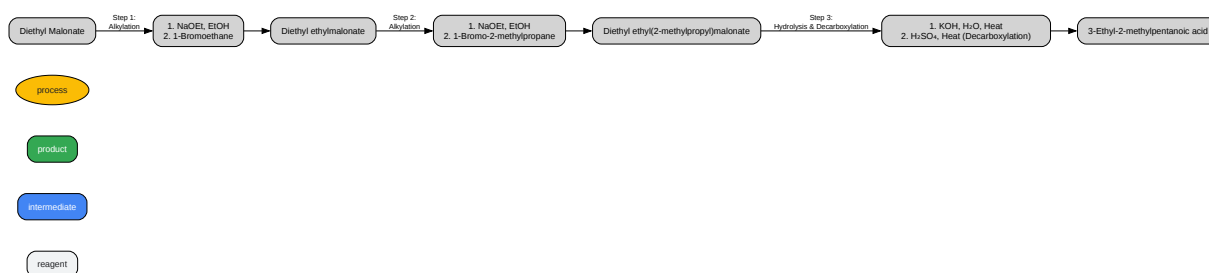 Diethyl Malonate
Step 1:
Alkylation
1. NaOEt, EtOH
2. 1-Bromoethane
Diethyl ethylmalonate
Step 2:
Alkylation
1. NaOEt, EtOH
2. 1-Bromo-2-methylpropane
Diethyl ethyl(2-methylpropyl)malonate
Step 3:
Hydrolysis & Decarboxylation
1. KOH, H₂O, Heat
2. H₂SO₄, Heat (Decarboxylation)
3-Ethyl-2-methylpentanoic acid
process
product
intermediate
reagent